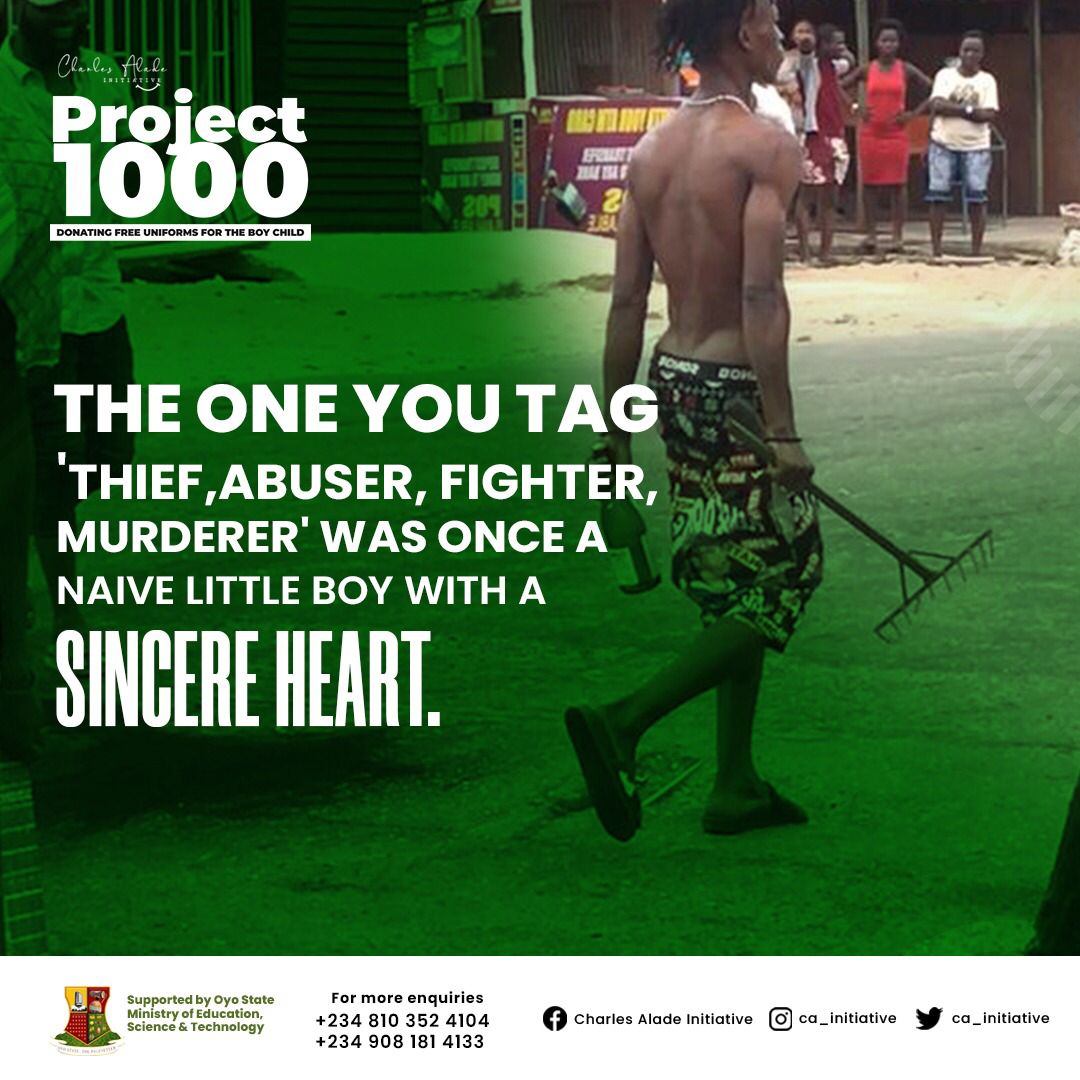 Charles Alade
INITIATIVE
Project
1000
DONATING FREE UNIFORMS FOR THE BOY CHILD
THE ONE YOU TAG
'THIEF,ABUSER, FIGHTER,
MURDERER' WAS ONCE A
NAIVE LITTLE BOY WITH A
SINCERE HEART.
Supported by Oyo State
Ministry of Education,
Science & Technology
For more enquiries
+234 810 352 4104
+234 908 181 4133
Charles Alade Initiative
ca_initiative
ca_initiative